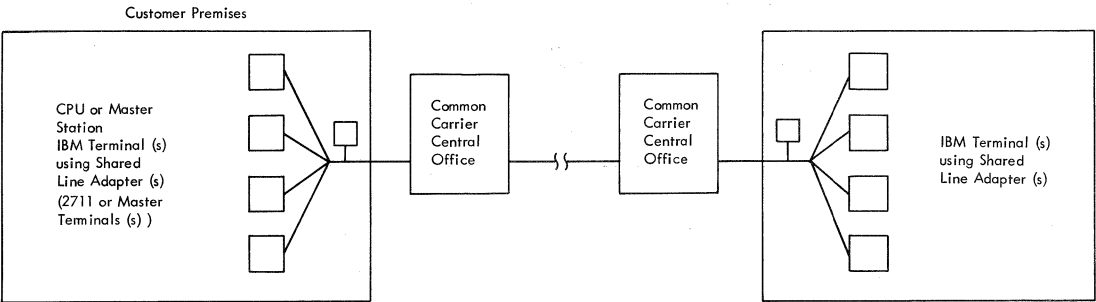 Customer Premises
CPU or Master
Station
IBM Terminal (s)
using Shared
Line Adapter (s)
(2711 or Master
Terminals (s) )
Common
Carrier
Central
Office
Common
Carrier
Central
Office
IBM Terminal (s)
using Shared
Line Adapter (s)